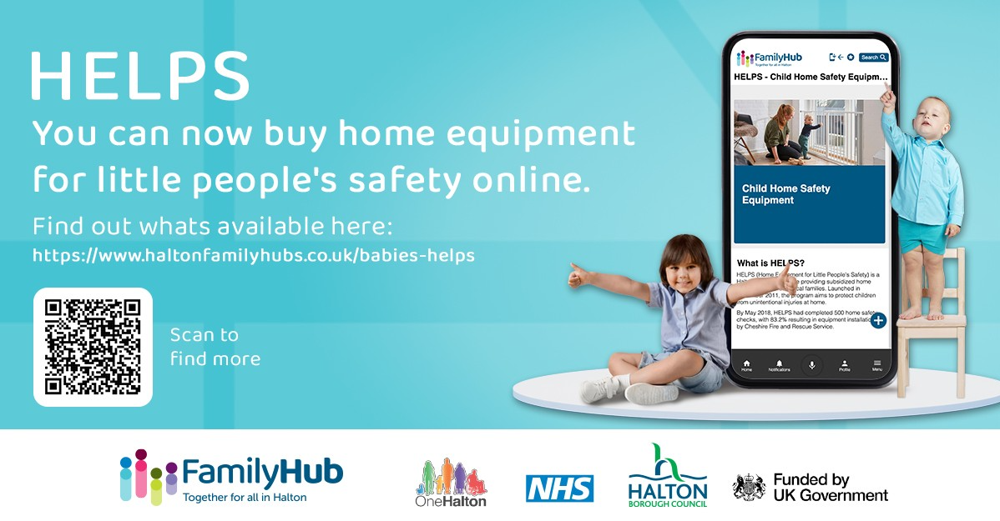 HELPS
You can now buy home equipment
for little people's safety online.
Find out whats available here:
https://www.haltonfamilyhubs.co.uk/babies-helps
Scan to
find more
FamilyHub
Together for all in Halton
Search
HELPS - Child Home Safety Equipm...
Child Home Safety
Equipment
What is HELPS?
HELPS (Home Equipment for Little People's Safety) is a
providing subsidized home
families. Launched in
2011, the program aims to protect children
from unintentional injuries at home.
By May 2018, HELPS had completed 500 home safety
checks, with 83.2% resulting in equipment installation
by Cheshire Fire and Rescue Service.
Home
Notifications
Profile
Menu
FamilyHub
Together for all in Halton
OneHalton
NHS
HALTON
BOROUGH COUNCIL
Funded by
UK Government